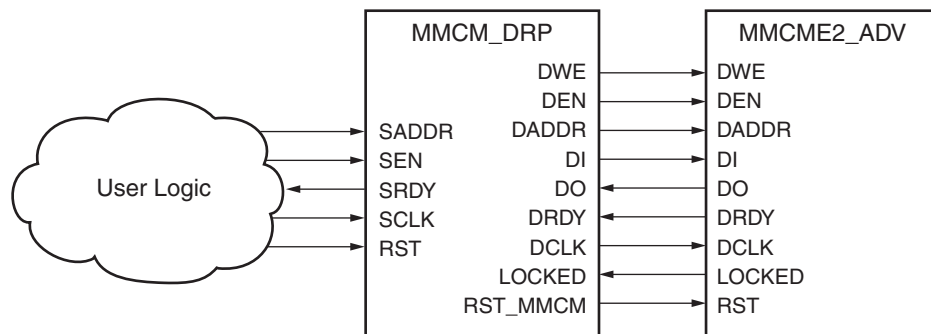 MMCM_DRP
MMCME2_ADV
DWE
DWE
DEN
DEN
SADDR
DADDR
DADDR
SEN
DI
DI
User Logic
SRDY
DO
DO
SCLK
DRDY
DRDY
RST
DCLK
DCLK
LOCKED
LOCKED
RST_MMCM
RST